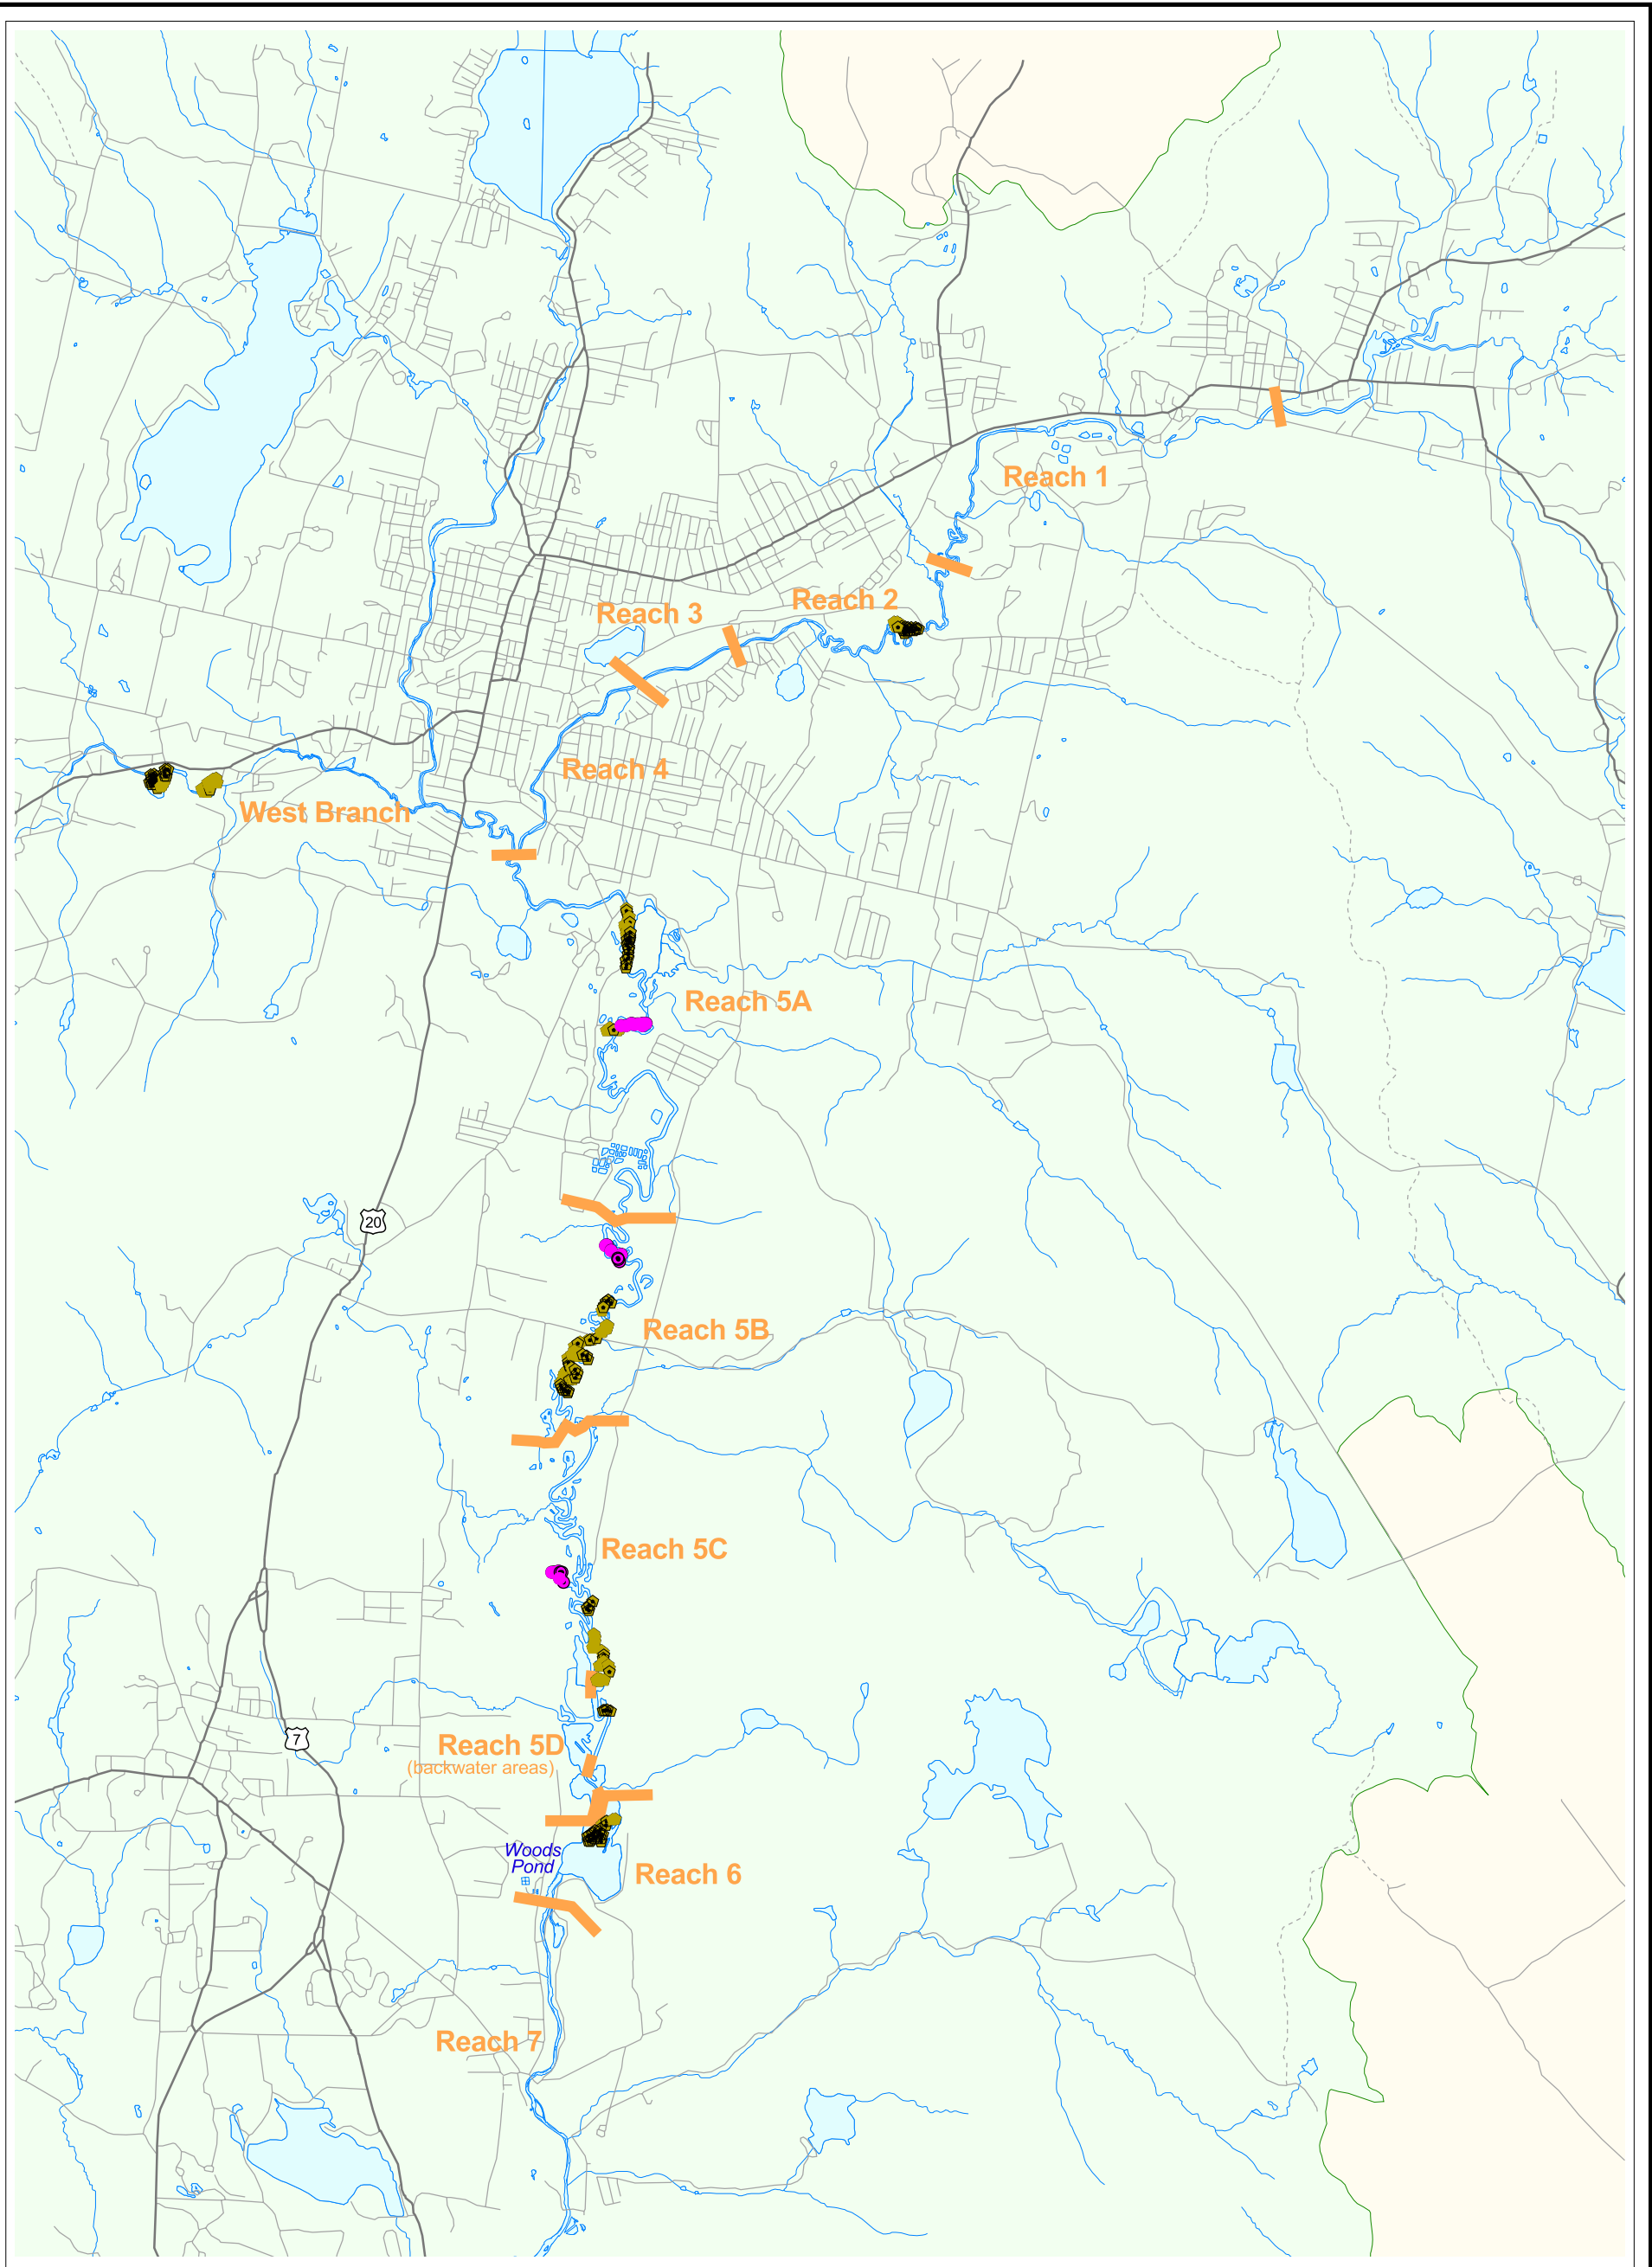 Reach 1
Reach 2
Reach 3
Reach 4
West Branch
Reach 5A
20
Reach 5B
Reach 5C
7
Reach 5D
(backwater areas)
Woods
Pond
Reach 6
Reach 7